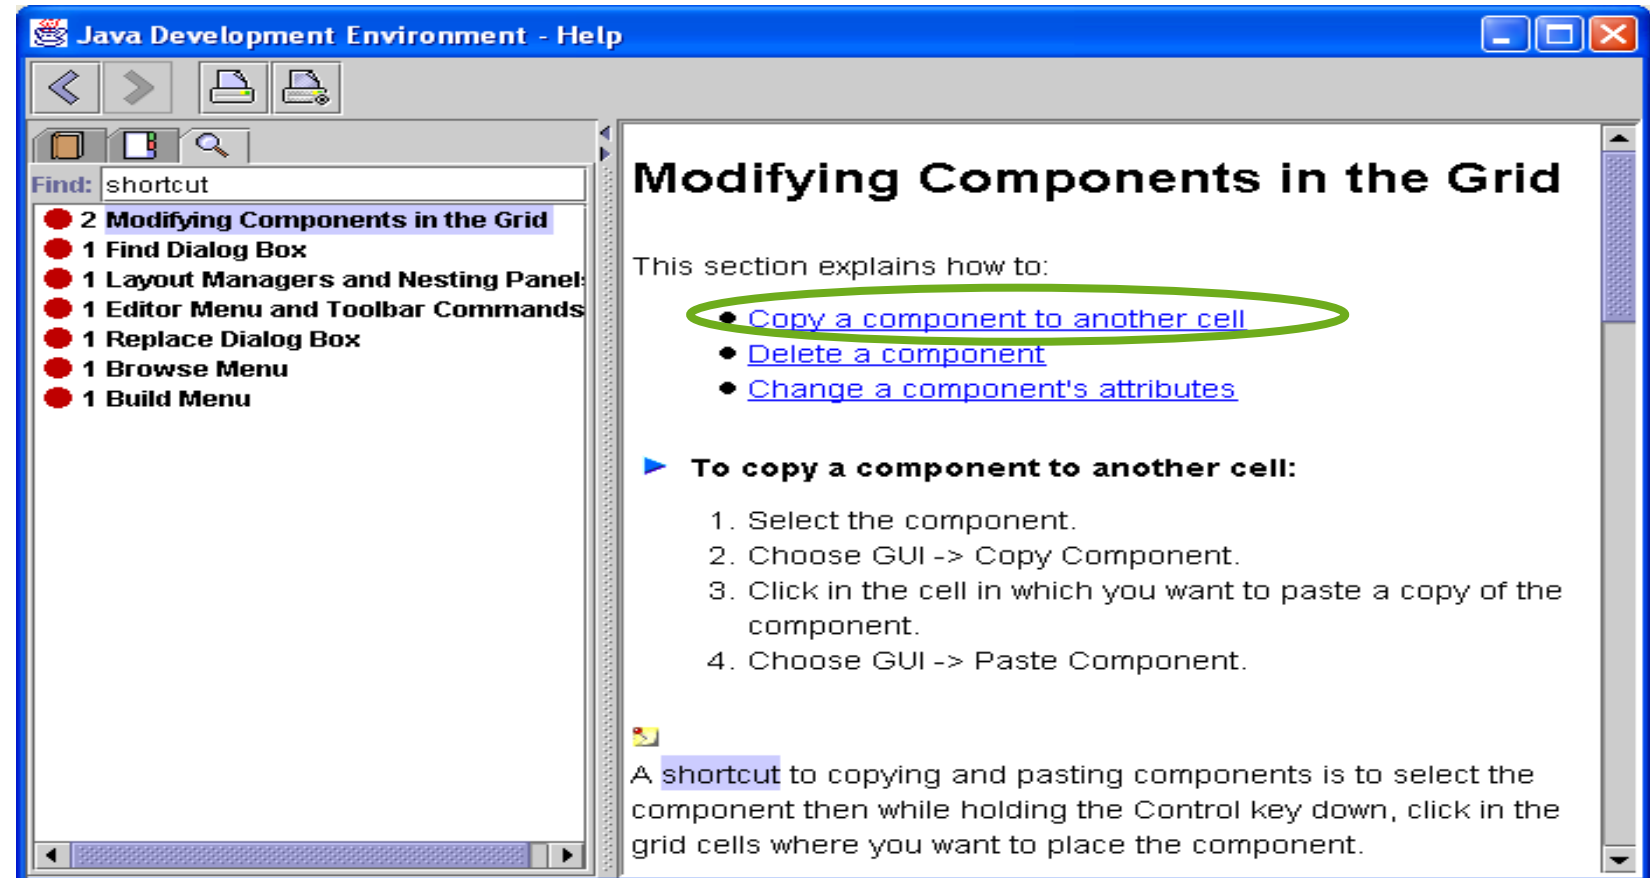 Java Development Environment - Help
Find: shortcut
2 Modifying Components in the Grid
1 Find Dialog Box
1 Layout Managers and Nesting Panel
1 Editor Menu and Toolbar Commands
1 Replace Dialog Box
1 Browse Menu
1 Build Menu
Modifying Components in the Grid
This section explains how to:
Copy a component to another cell
Delete a component
Change a component's attributes
To copy a component to another cell:
1. Select the component.
2. Choose GUI -> Copy Component.
3. Click in the cell in which you want to paste a copy of the
component.
4. Choose GUI -> Paste Component.
A shortcut to copying and pasting components is to select the
component then while holding the Control key down, click in the
grid cells where you want to place the component.